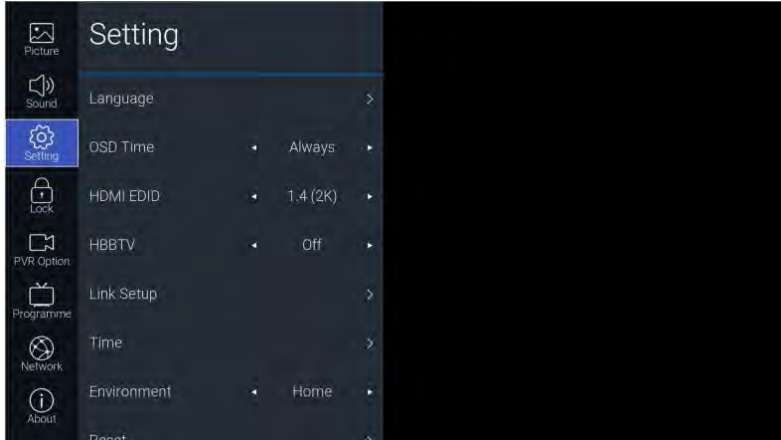 Picture
Sound
Setting
Lock
PVR Option
Programme
Network
About
Setting
Language
OSD Time Always
HDMI EDID 1.4 (2K)
HBBTV Off
Link Setup
Time
Environment Home
Reset